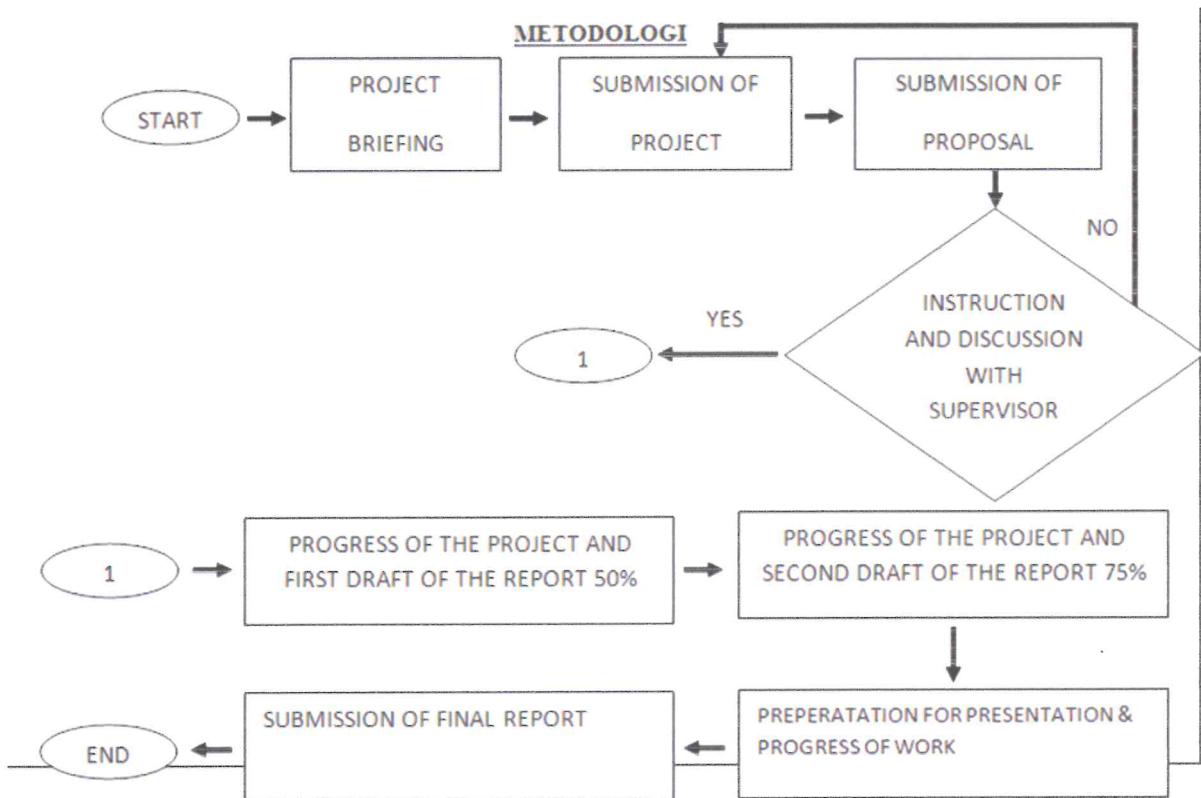 METODOLOGI
START
PROJECT
BRIEFING
SUBMISSION OF
PROJECT
SUBMISSION OF
PROPOSAL
NO
INSTRUCTION
AND DISCUSSION
WITH
SUPERVISOR
YES
1
1
PROGRESS OF THE PROJECT AND
FIRST DRAFT OF THE REPORT 50%
PROGRESS OF THE PROJECT AND
SECOND DRAFT OF THE REPORT 75%
PREPERATATION FOR PRESENTATION &
PROGRESS OF WORK
SUBMISSION OF FINAL REPORT
END